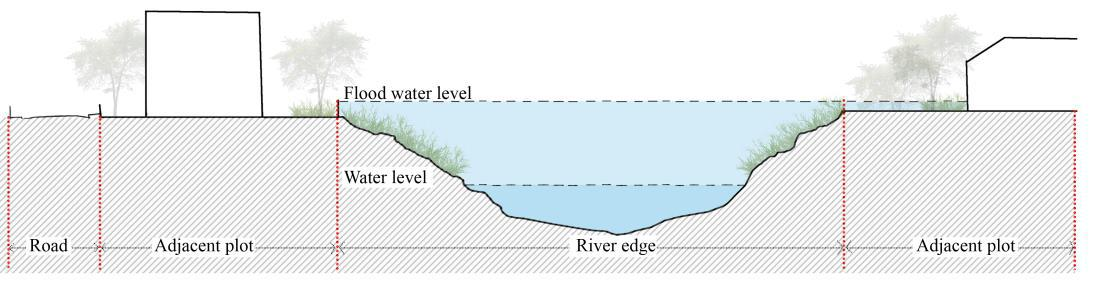 Flood water level
Water level
Road
Adjacent plot
River edge
Adjacent plot